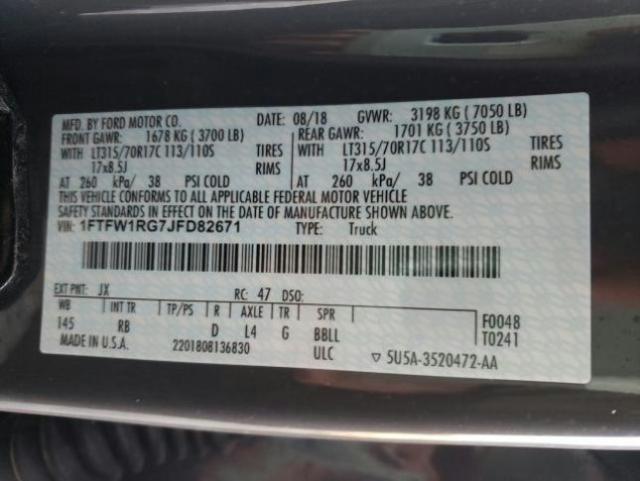 MFD. BY FORD MOTOR CO. DATE: 08/18 GVWR: 3198 KG ( 7050 LB)
FRONT GAWR: 1678 KG ( 3700 LB) REAR GAWR: 1701 KG ( 3750 LB)
WITH LT315/70R17C 113/110S TIRES WITH LT315/70R17C 113/110S TIRES
17x8.5J RIMS 17x8.5J RIMS
AT 260 kPa/ 38 PSI COLD AT 260 kPa/ 38 PSI COLD
THIS VEHICLE CONFORMS TO ALL APPLICABLE FEDERAL MOTOR VEHICLE
SAFETY STANDARDS IN EFFECT ON THE DATE OF MANUFACTURE SHOWN ABOVE.
VIN: 1FTFW1RG7JFD82671 TYPE: Truck
EXT PNT: JX RC: 47 DSO:
WB INT TR TP/PS R AXLE TR SPR F0048
145 RB D L4 G BBLL T0241
MADE IN U.S.A. 2201808136830 ULC ▽ 5U5A-3520472-AA